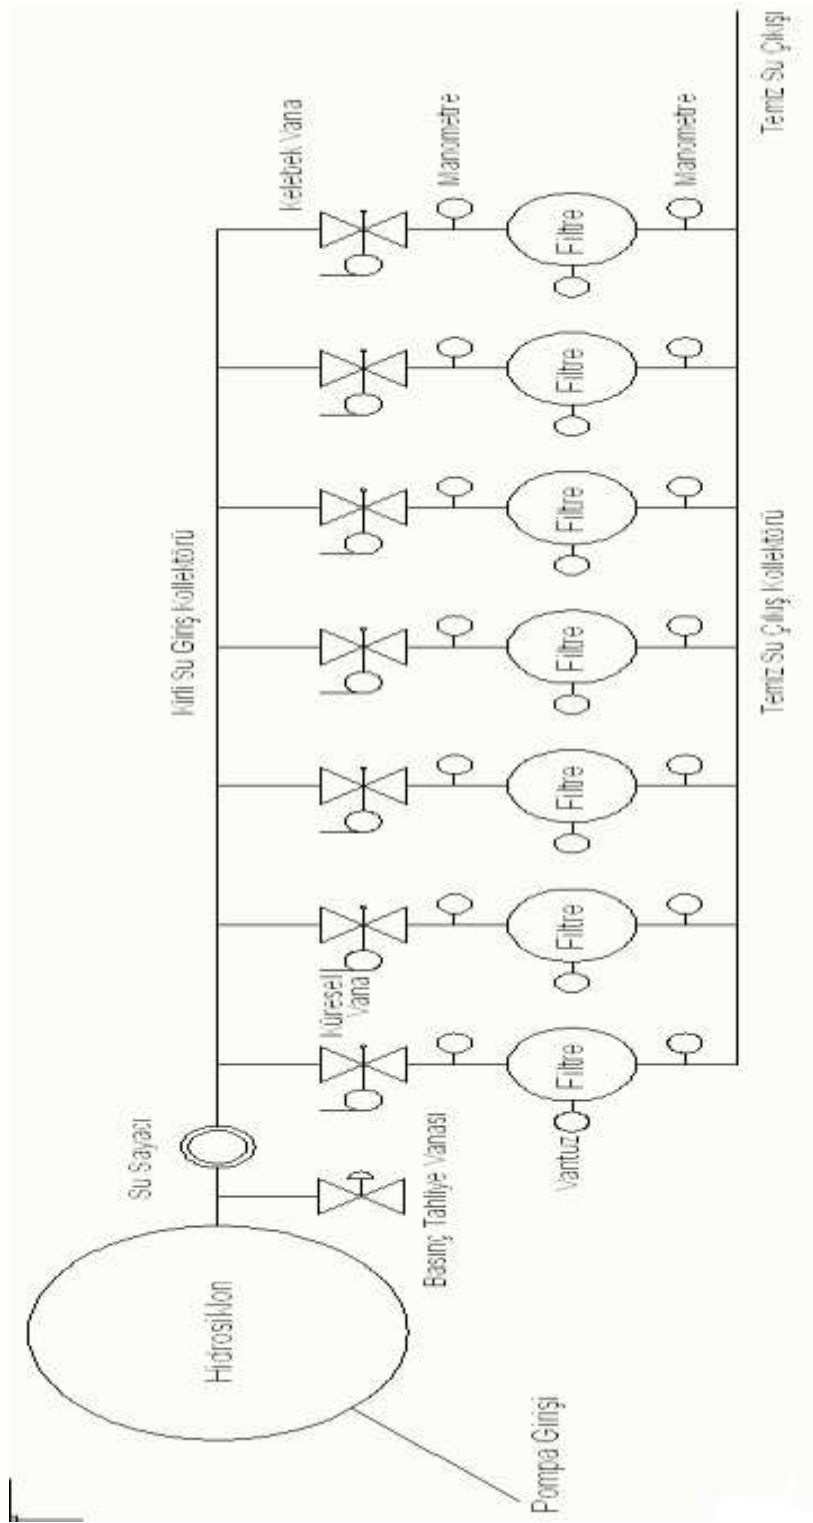 Pompa Girişi
Hidrosiklon
Su Sayacı
Basınç Tahliye Vanası
Kirli Su Giriş Kollektörü
Küresel
Vana
Kelebek Vana
Manometre
Vantuz
Filtre
Filtre
Filtre
Filtre
Filtre
Filtre
Filtre
Manometre
Temiz Su Çıkış Kollektörü
Temiz Su Çıkışı